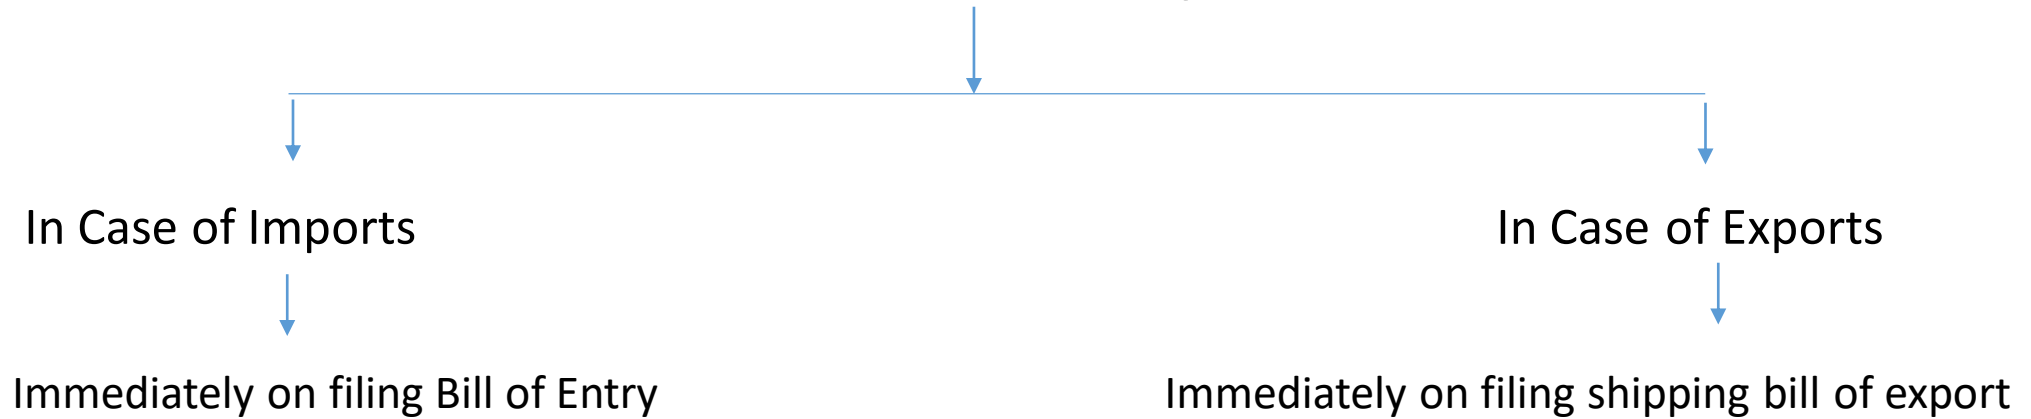 In Case of Imports
In Case of Exports
Immediately on filing Bill of Entry
Immediately on filing shipping bill of export